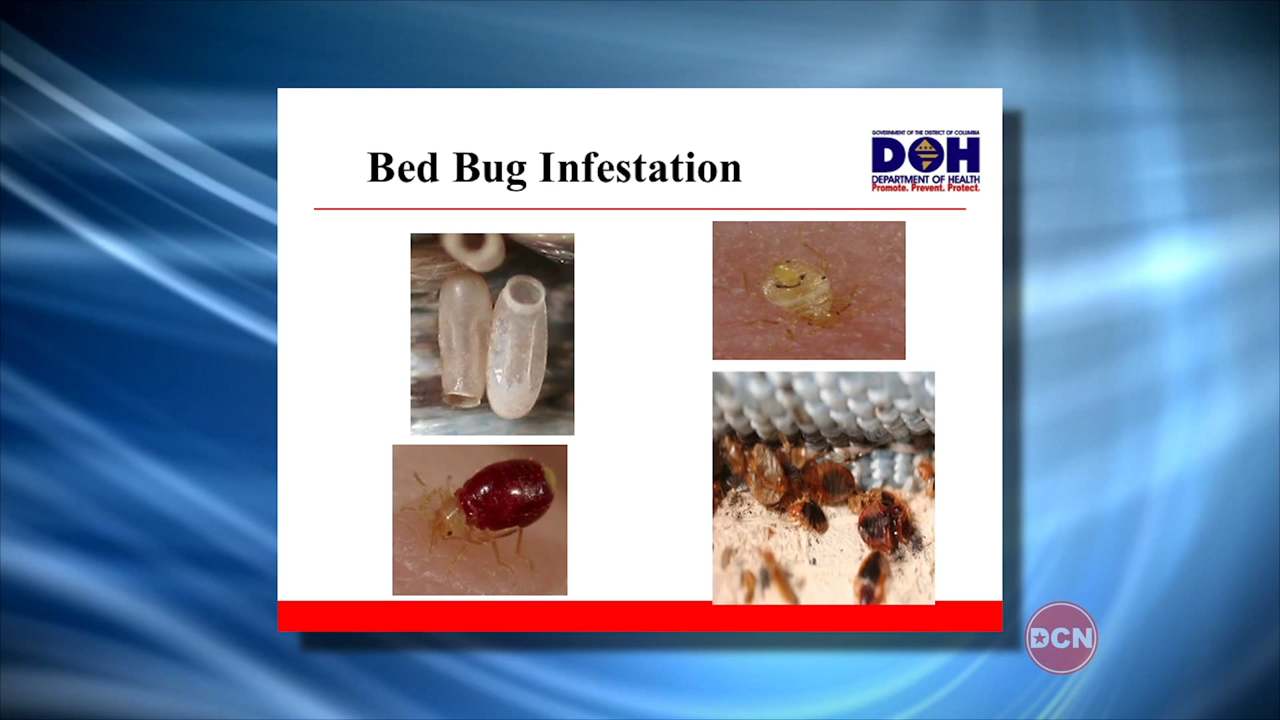 Bed Bug Infestation
GOVERNMENT OF THE DISTRICT OF COLUMBIA
DOH
DEPARTMENT OF HEALTH
Promote. Prevent. Protect.
DCN